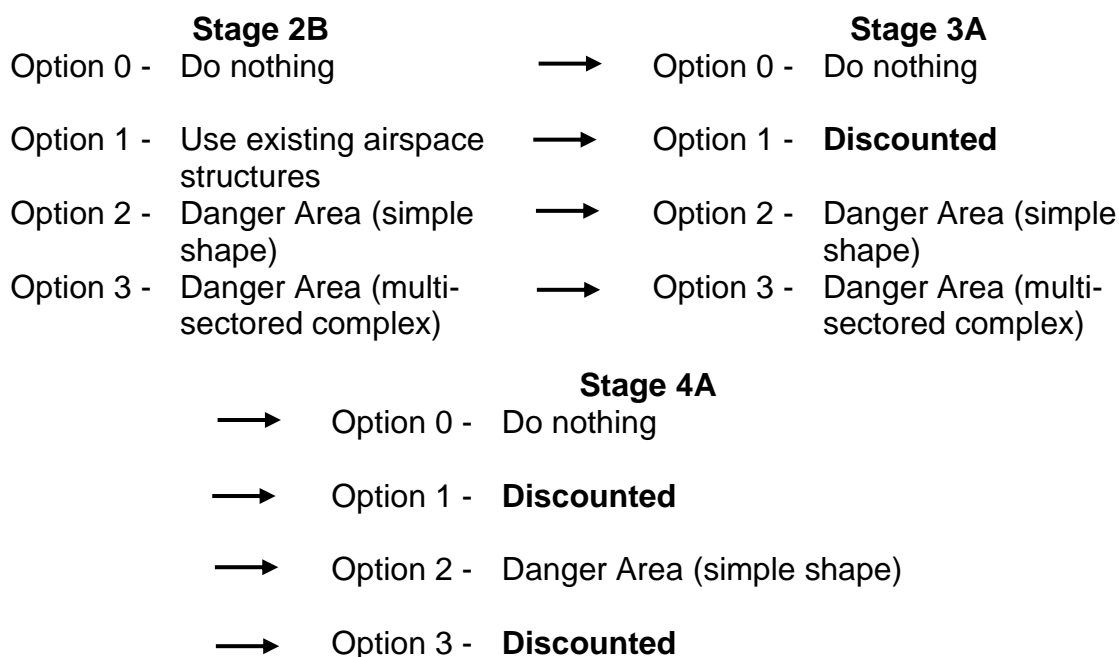 Stage 2B Stage 3A
Option 0 - Do nothing Option 0 - Do nothing
Option 1 - Use existing airspace Option 1 - Discounted
structures
Option 2 - Danger Area (simple Option 2 - Danger Area (simple
shape) shape)
Option 3 - Danger Area (multi- Option 3 - Danger Area (multi-
sectored complex) sectored complex)
Stage 4A
Option 0 - Do nothing
Option 1 - Discounted
Option 2 - Danger Area (simple shape)
Option 3 - Discounted